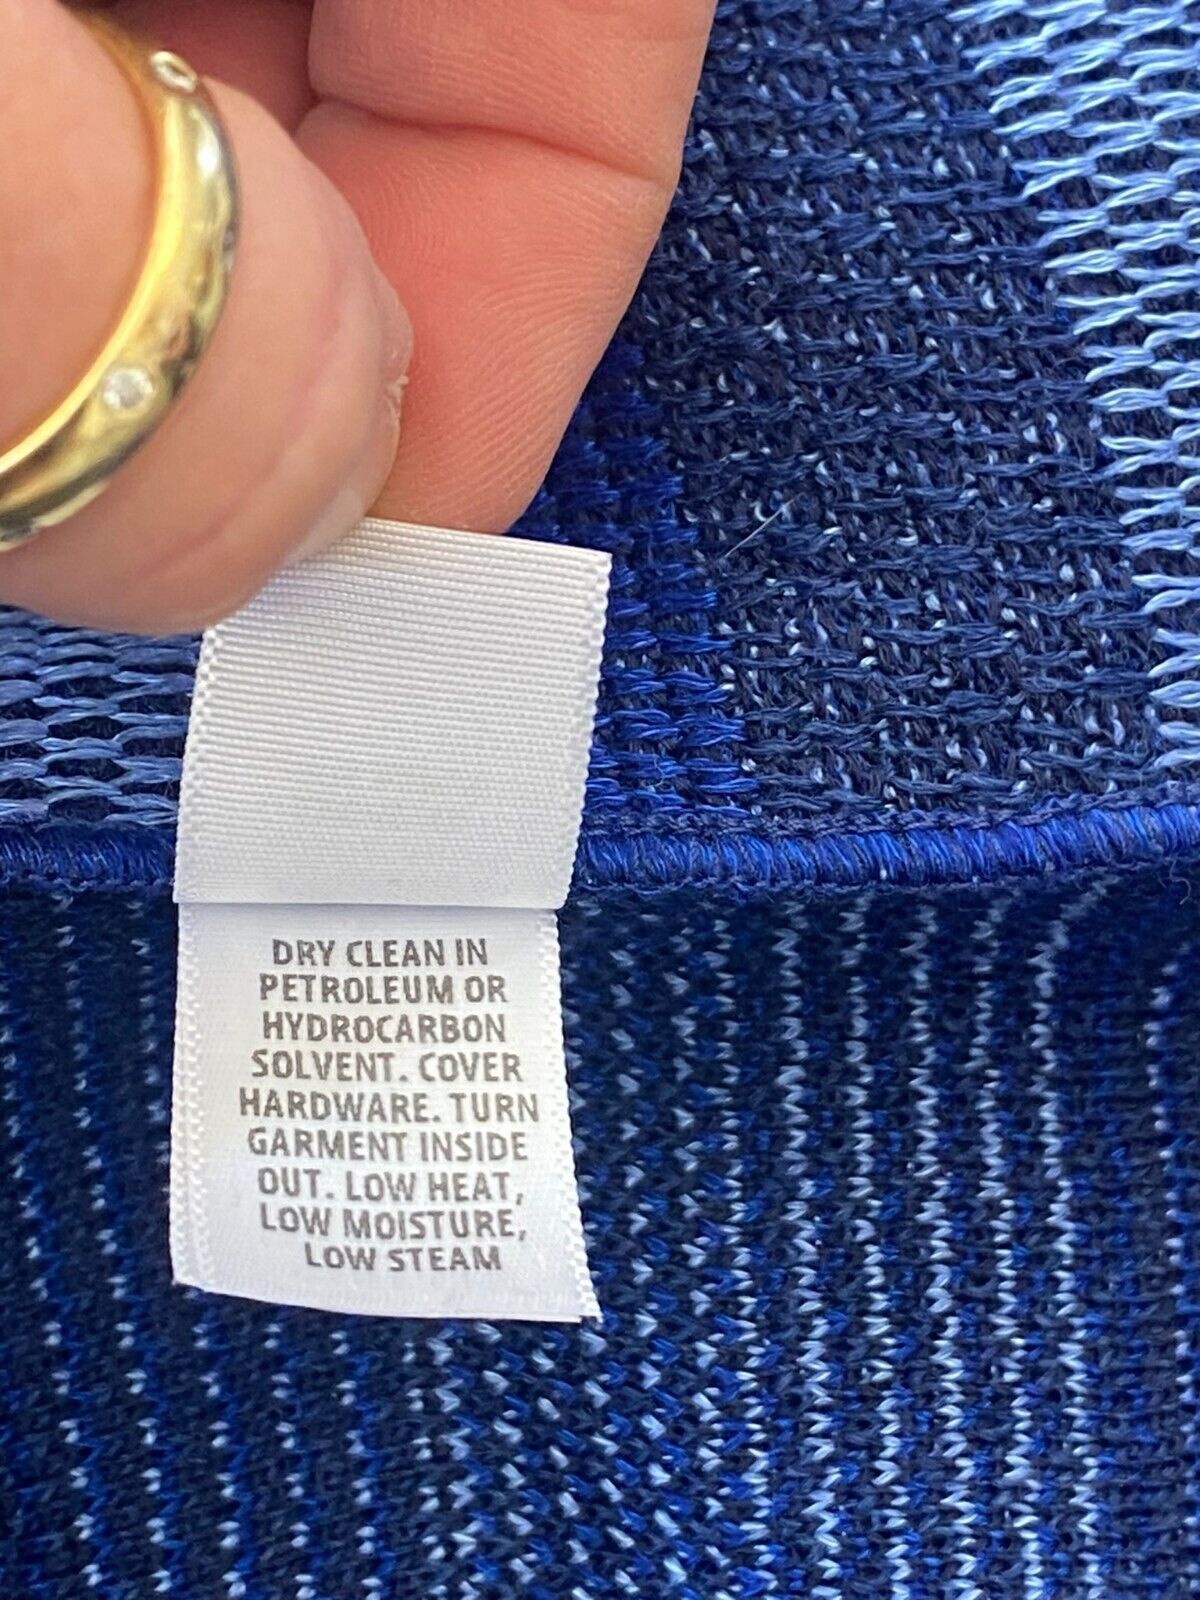 DRY CLEAN IN
PETROLEUM OR
HYDROCARBON
SOLVENT. COVER
HARDWARE. TURN
GARMENT INSIDE
OUT. LOW HEAT,
LOW MOISTURE,
LOW STEAM